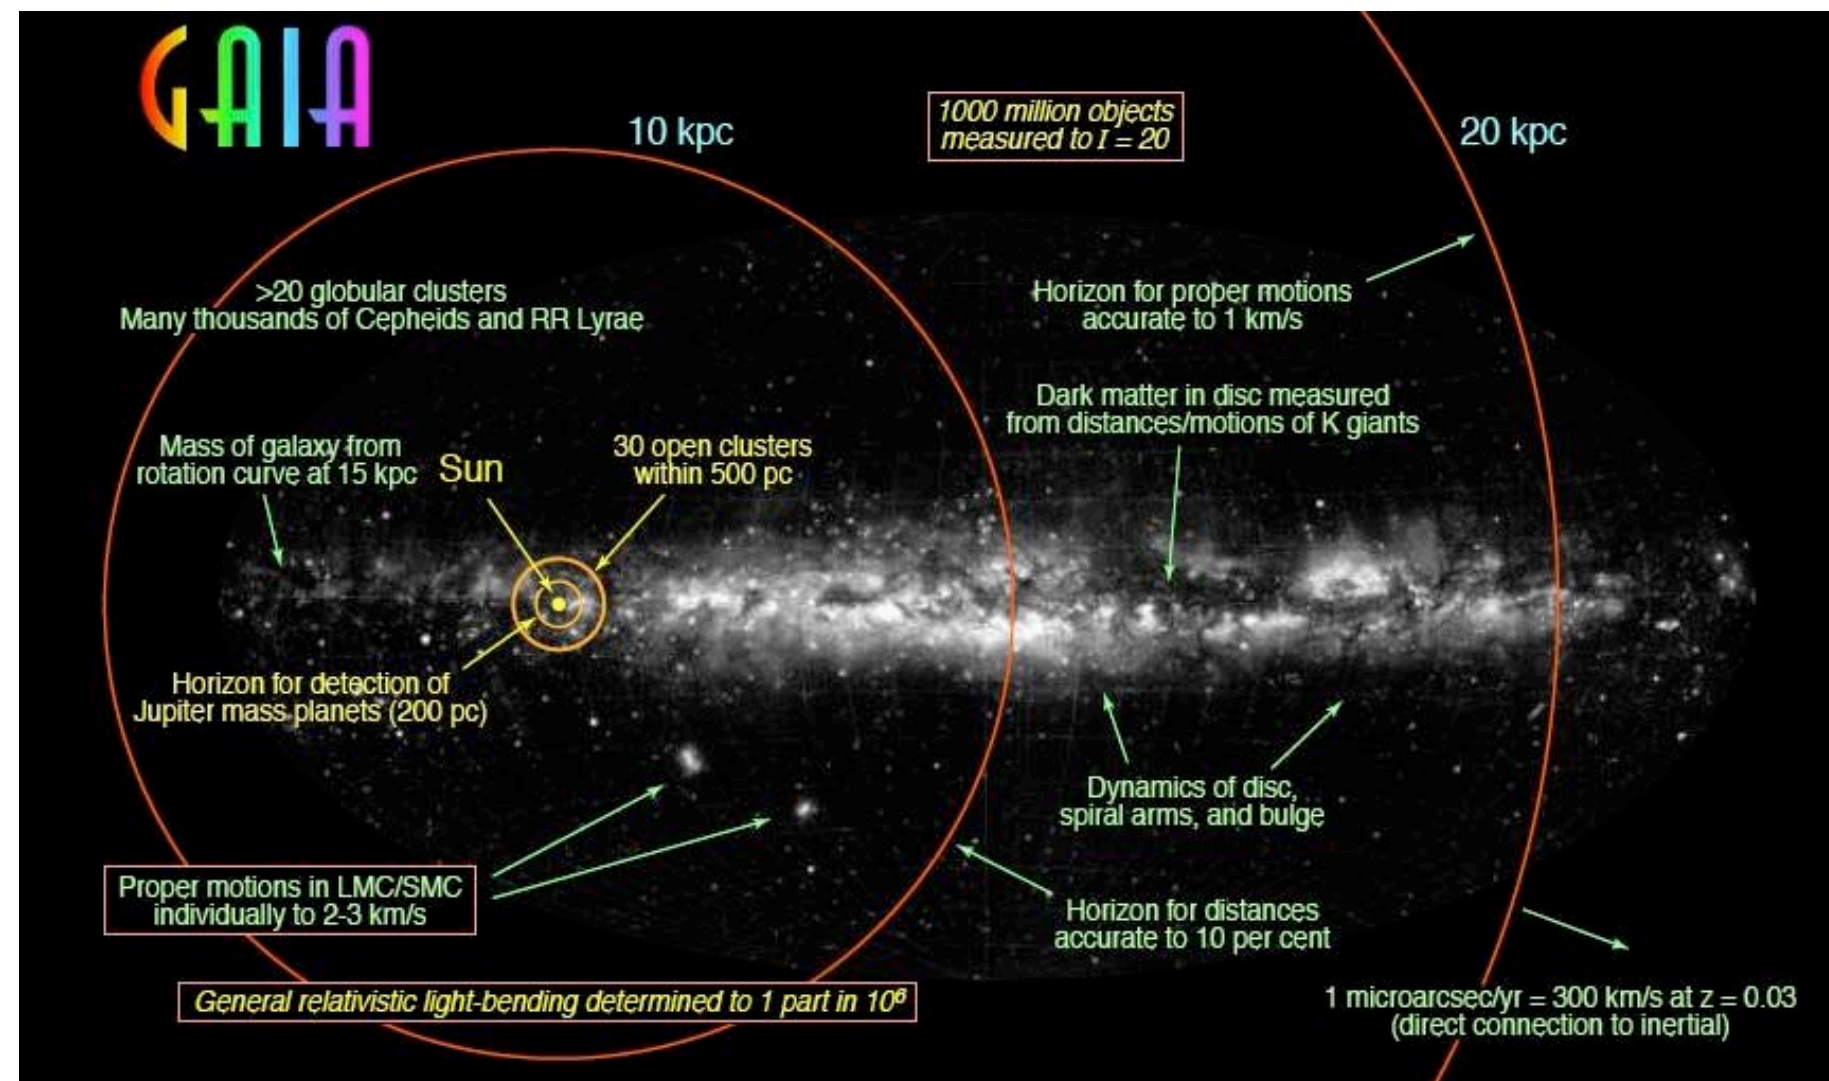 GAIA
10 kpc
1000 million objects
measured to I = 20
20 kpc
>20 globular clusters
Many thousands of Cepheids and RR Lyrae
Horizon for proper motions
accurate to 1 km/s
Dark matter in disc measured
from distances/motions of K giants
Mass of galaxy from
rotation curve at 15 kpc
Sun
30 open clusters
within 500 pc
Horizon for detection of
Jupiter mass planets (200 pc)
Dynamics of disc,
spiral arms, and bulge
Proper motions in LMC/SMC
individually to 2-3 km/s
Horizon for distances
accurate to 10 per cent
General relativistic light-bending determined to 1 part in 10⁶
1 microarcsec/yr = 300 km/s at z = 0.03
(direct connection to inertial)